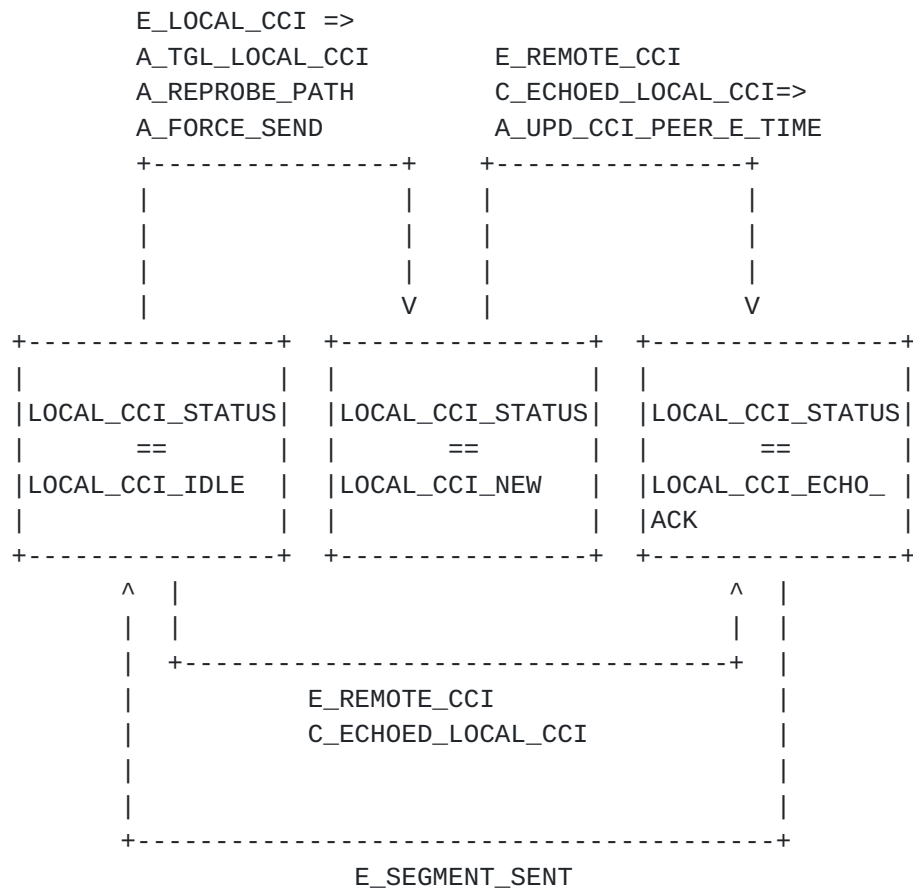 E_LOCAL_CCI =>
A_TGL_LOCAL_CCI E_REMOTE_CCI
A_REPROBE_PATH C_ECHOED_LOCAL_CCI=>
A_FORCE_SEND A_UPD_CCI_PEER_E_TIME
LOCAL_CCI_STATUS LOCAL_CCI_STATUS LOCAL_CCI_STATUS
== == ==
LOCAL_CCI_IDLE LOCAL_CCI_NEW LOCAL_CCI_ECHO_
ACK
E_REMOTE_CCI
C_ECHOED_LOCAL_CCI
E_SEGMENT_SENT